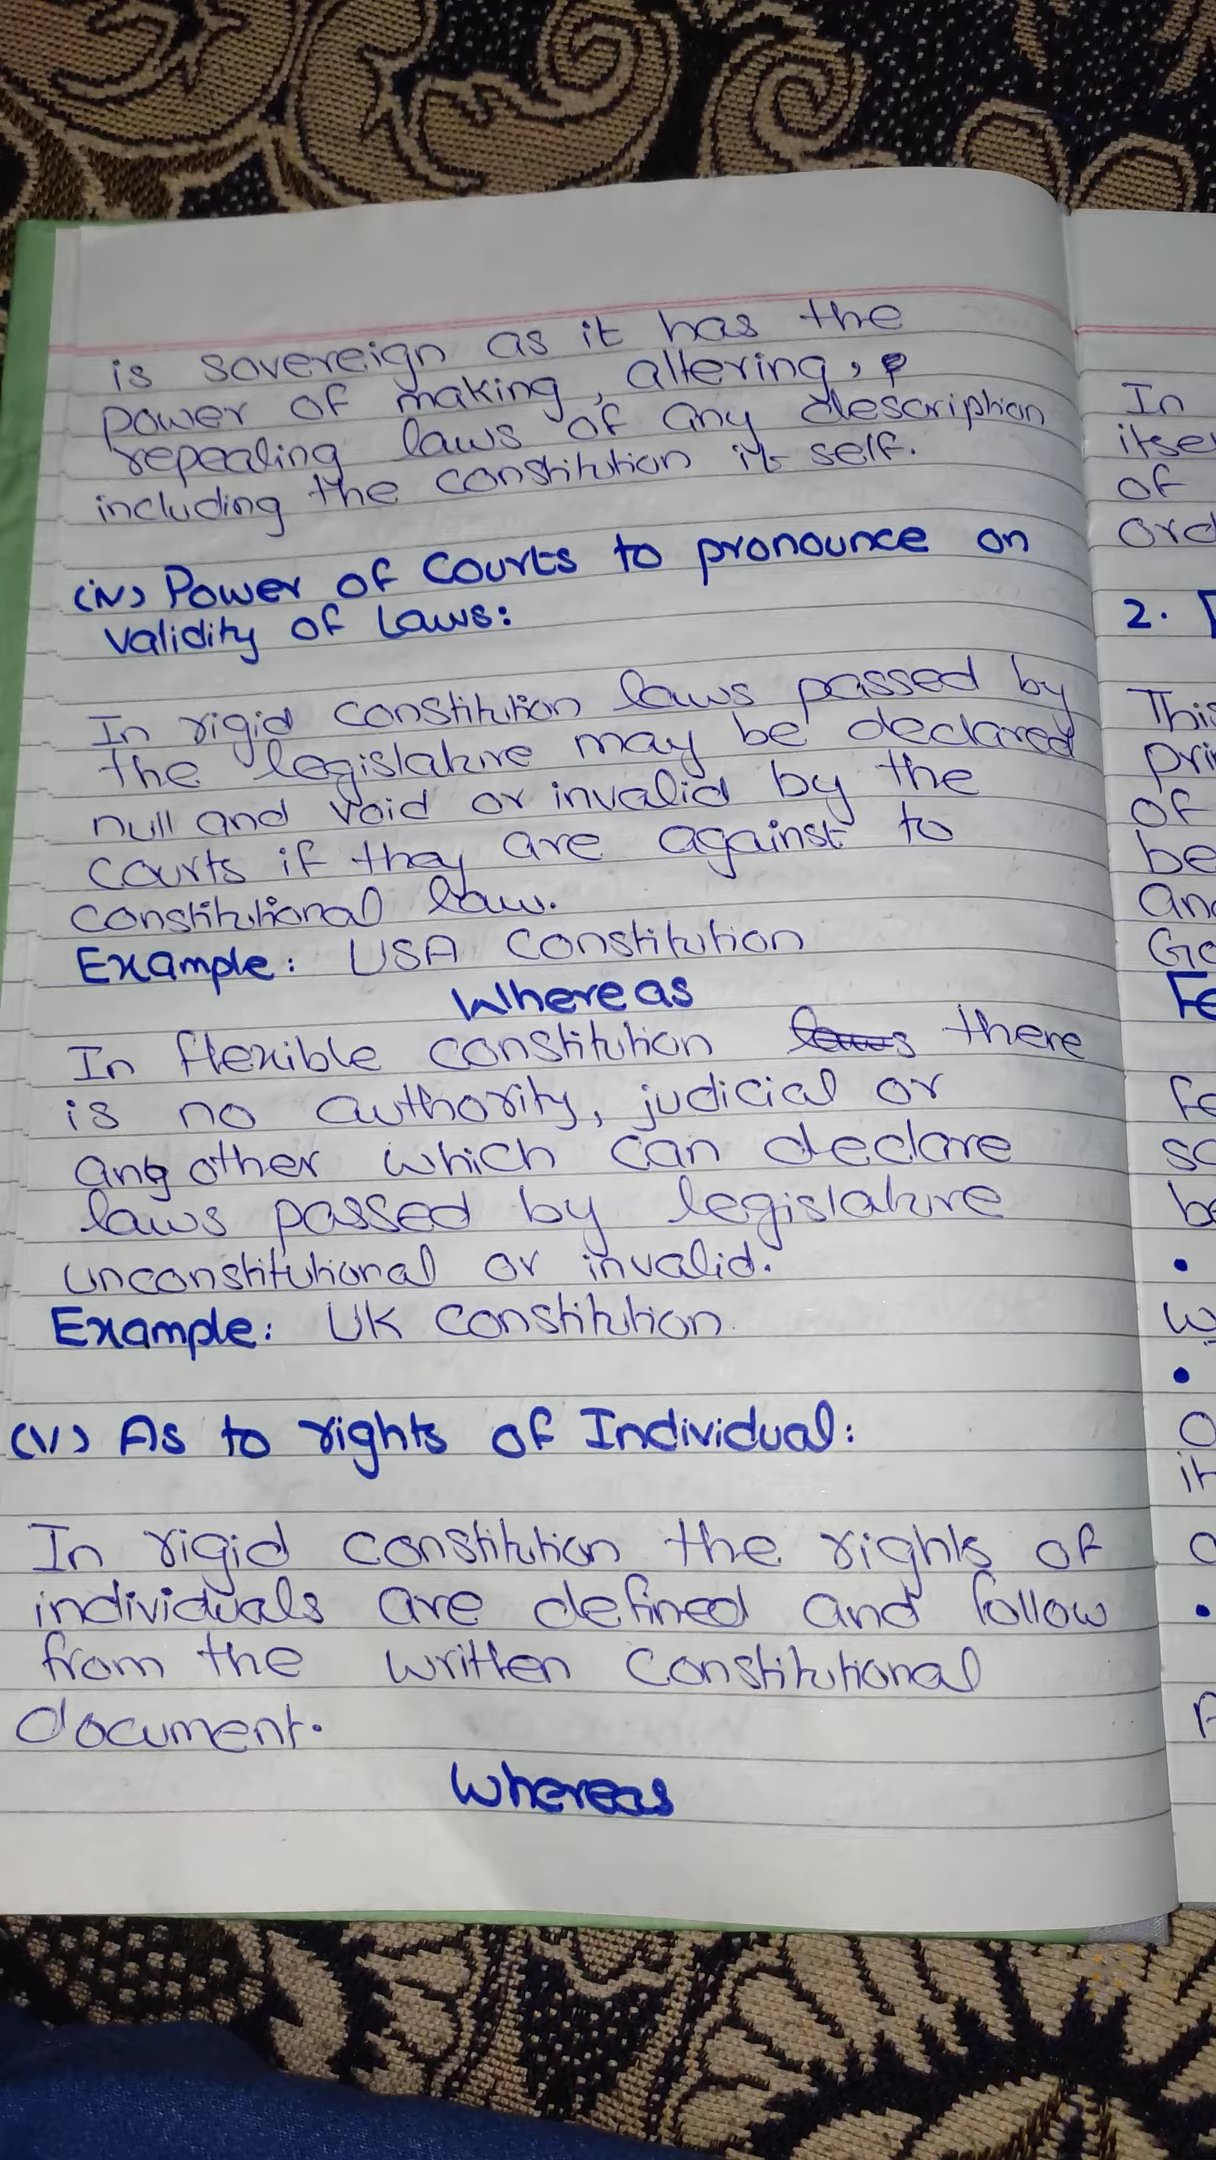 is sovereign as it has the
power of making, altering,
repealing laws of any description
including the constitution it self.
(iv) Power of Courts to pronounce on
Validity of Laws:
In rigid constitution laws passed by
the legislature may be declared
null and void or invalid by the
courts if they are against to
constitutional law.
Example: USA Constitution
Whereas
In flexible constitution laws there
is no authority, judicial or
any other which can declare
laws passed by legislature
unconstitutional or invalid.
Example: UK Constitution.
(V) As to rights of Individual:
In rigid constitution the rights of
individuals are defined and follow
from the written Constitutional
document.
Whereas
In
of
2.
of
be